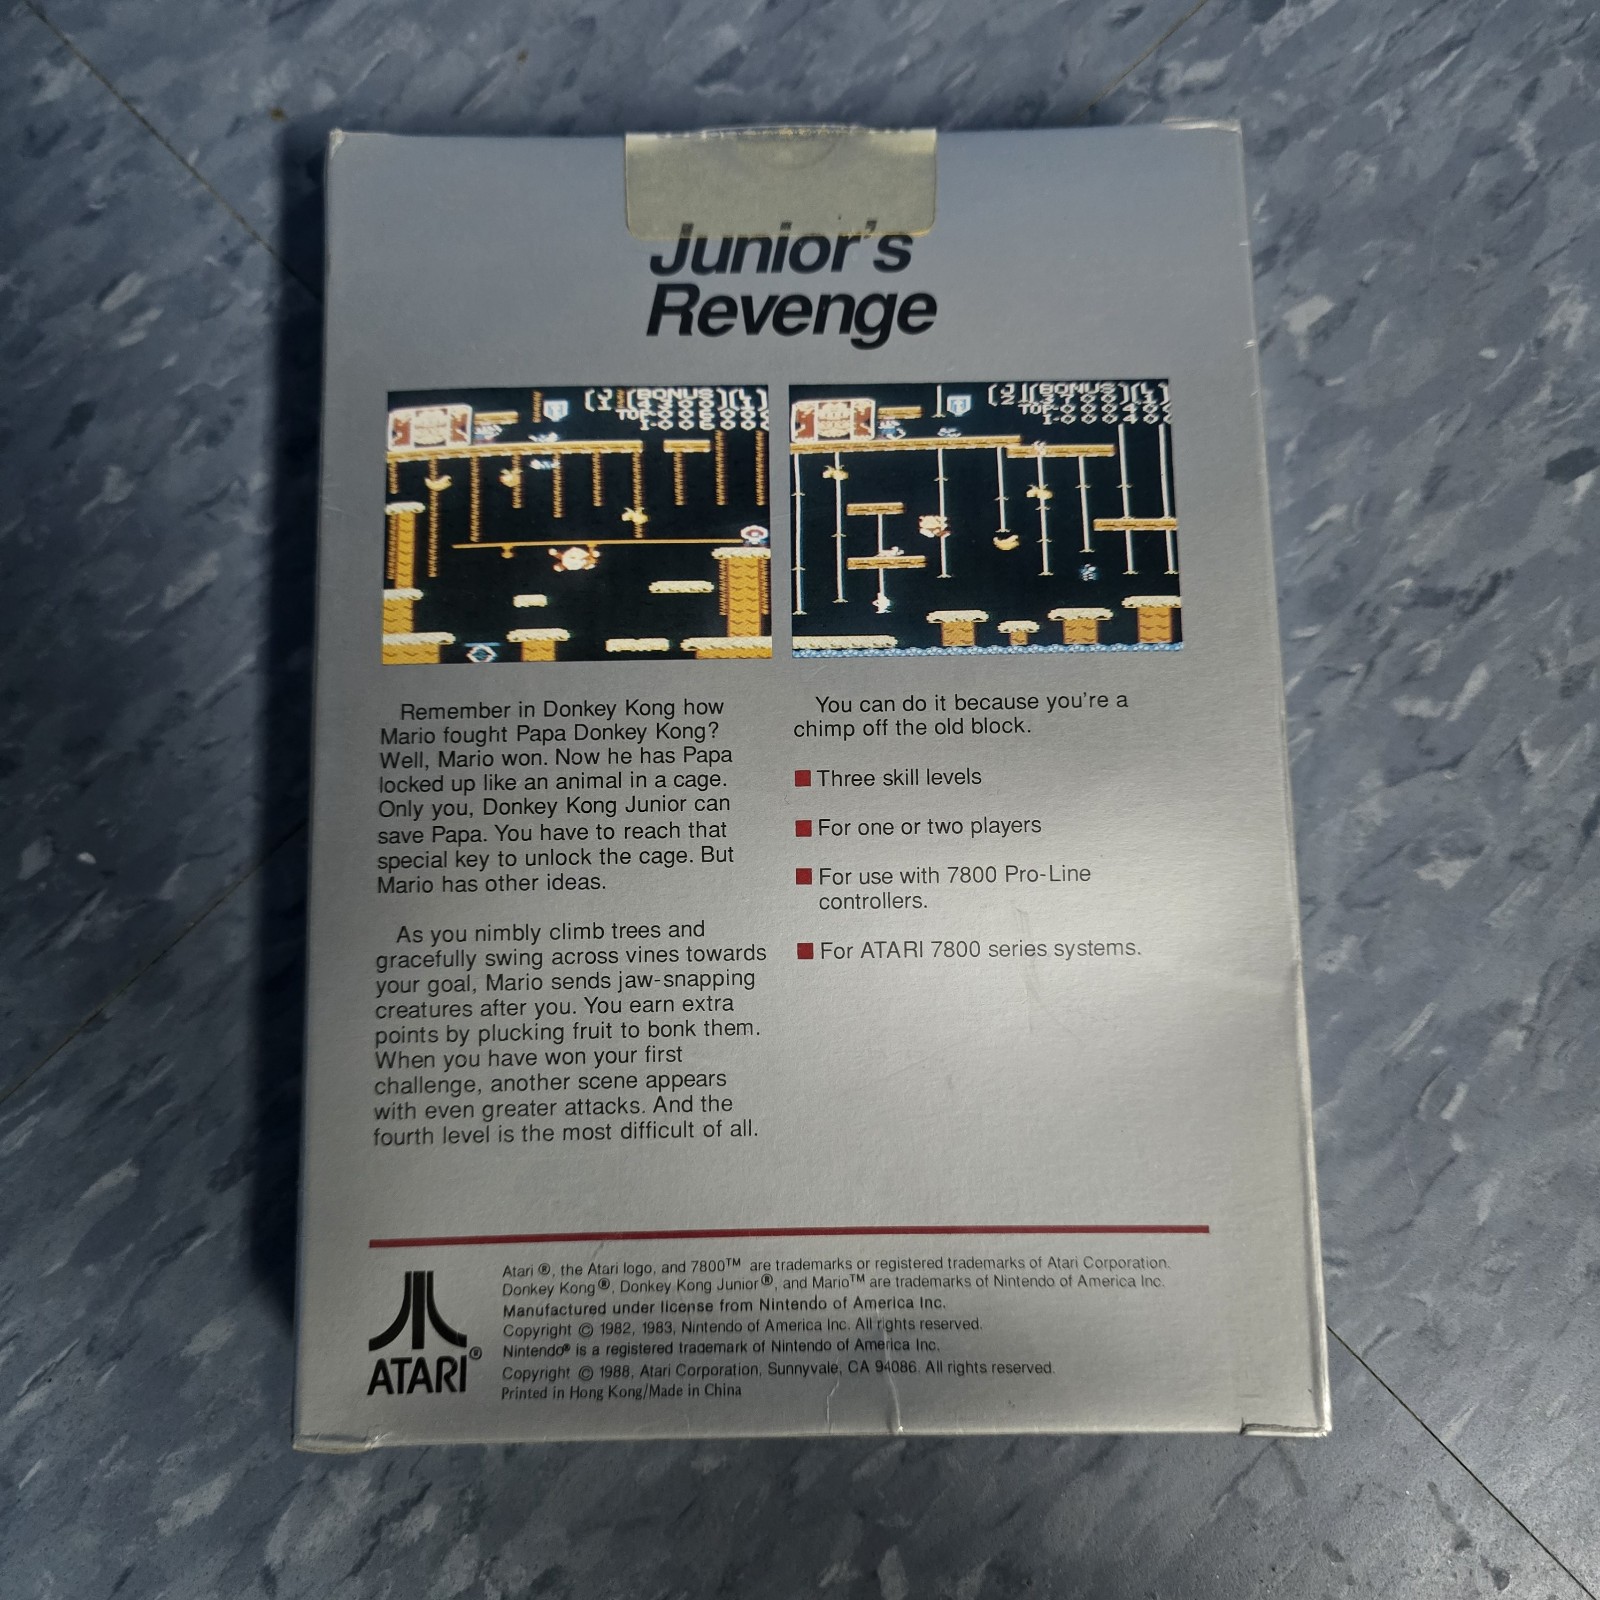 Junior's
Revenge
BONUS
TOP
BONUS
TOP
Remember in Donkey Kong how
Mario fought Papa Donkey Kong?
Well, Mario won. Now he has Papa
locked up like an animal in a cage.
Only you, Donkey Kong Junior can
save Papa. You have to reach that
special key to unlock the cage. But
Mario has other ideas.
As you nimbly climb trees and
gracefully swing across vines towards
your goal, Mario sends jaw-snapping
creatures after you. You earn extra
points by plucking fruit to bonk them.
When you have won your first
challenge, another scene appears
with even greater attacks. And the
fourth level is the most difficult of all.
You can do it because you're a
chimp off the old block.
Three skill levels
For one or two players
For use with 7800 Pro-Line
controllers.
For ATARI 7800 series systems.
ATARI®
Atari ®, the Atari logo, and 7800™ are trademarks or registered trademarks of Atari Corporation.
Donkey Kong®, Donkey Kong Junior®, and Mario™ are trademarks of Nintendo of America Inc.
Manufactured under license from Nintendo of America Inc.
Copyright © 1982, 1983, Nintendo of America Inc. All rights reserved.
Nintendo® is a registered trademark of Nintendo of America Inc.
Copyright © 1988, Atari Corporation, Sunnyvale, CA 94086. All rights reserved.
Printed in Hong Kong/Made in China